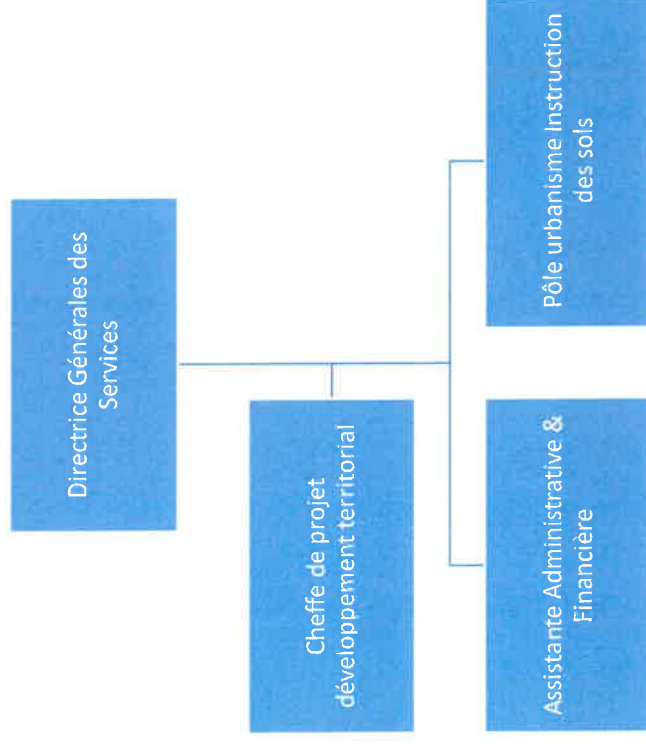 Directrice Générales des
Services
Cheffe de projet
développement territorial
Assistante Administrative &
Financière
Pôle urbanisme Instruction
des sols